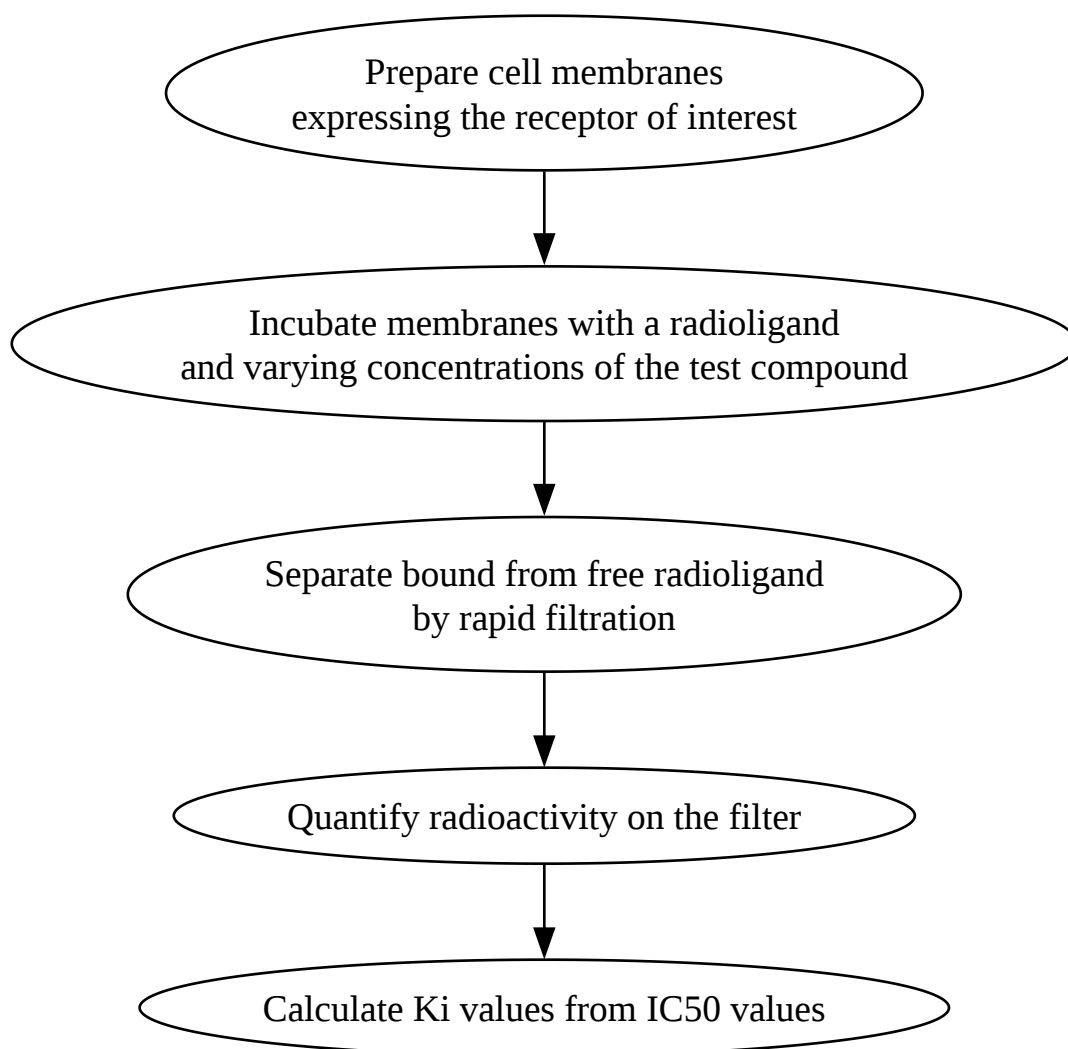 Prepare cell membranes
expressing the receptor of interest
Incubate membranes with a radioligand
and varying concentrations of the test compound
Separate bound from free radioligand
by rapid filtration
Quantify radioactivity on the filter
Calculate Ki values from IC50 values